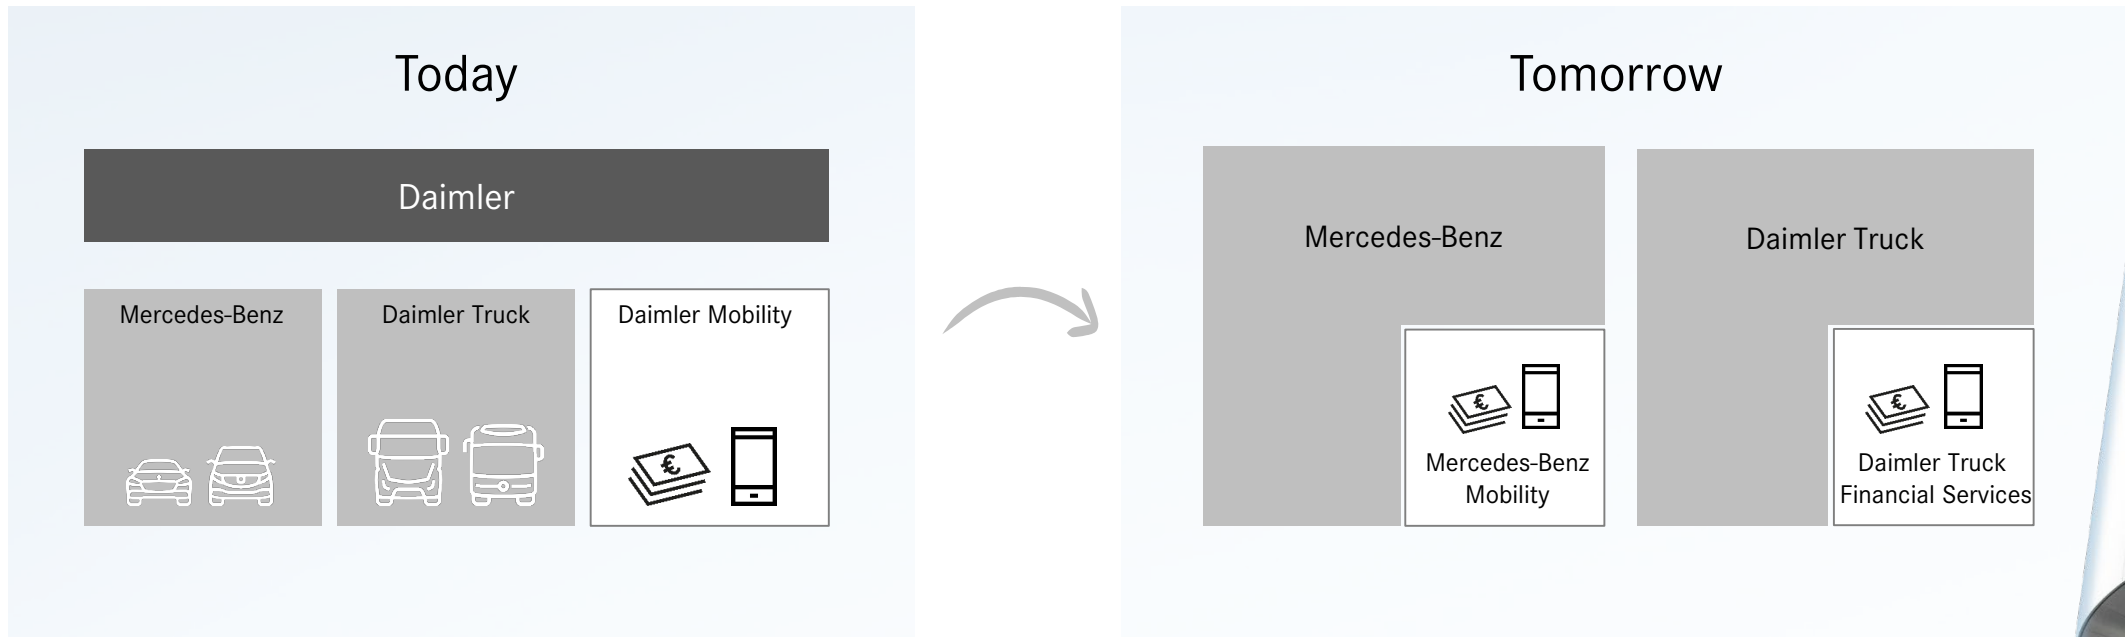 Today
Daimler
Mercedes-Benz
Daimler Truck
Daimler Mobility
€
Tomorrow
Mercedes-Benz
Daimler Truck
€
Mercedes-Benz
Mobility
€
Daimler Truck
Financial Services